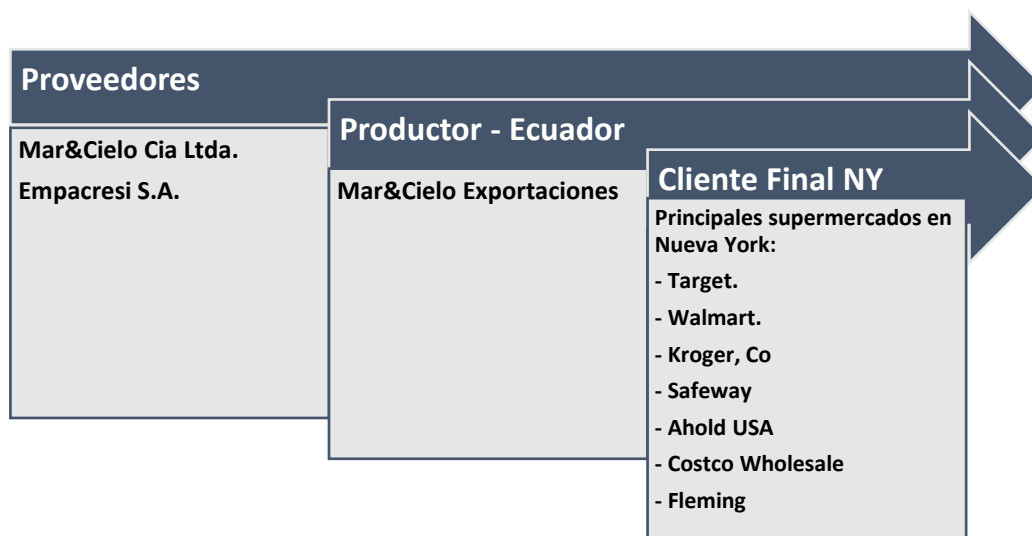 Proveedores
Mar&Cielo Cia Ltda.
Empacresi S.A.
Productor - Ecuador
Mar&Cielo Exportaciones
Cliente Final NY
Principales supermercados en
Nueva York:
- Target.
- Walmart.
- Kroger, Co
- Safeway
- Ahold USA
- Costco Wholesale
- Fleming